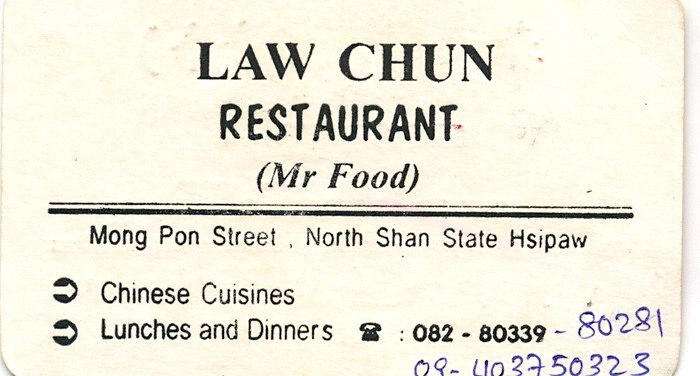 LAW CHUN
RESTAURANT
(Mr Food)
Mong Pon Street , North Shan State Hsipaw
➲ Chinese Cuisines
➲ Lunches and Dinners ☎ : 082 - 80339 - 80281
09-403750323